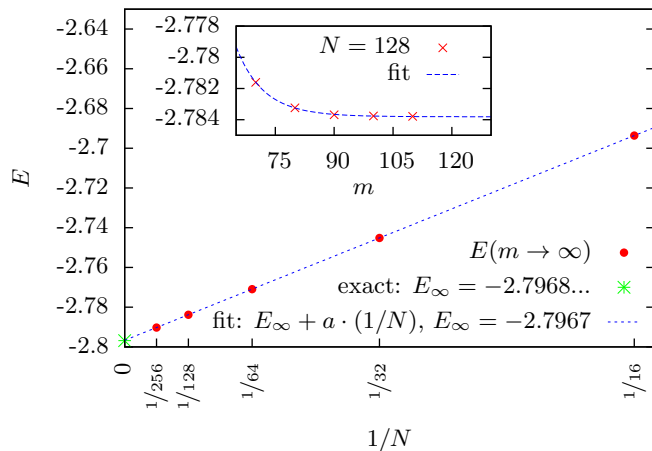 -2.63
-2.66
-2.68
-2.7
-2.72
-2.74
-2.76
-2.78
-2.8
E
-2.778
-2.78
-2.782
-2.784
N = 128
fit
75 90 105 120
m
E(m → ∞)
exact: E∞ = −2.7968...
fit: E∞ + a · (1/N), E∞ = −2.7967
0 1/256 1/128 1/64 1/32 1/16
1/N